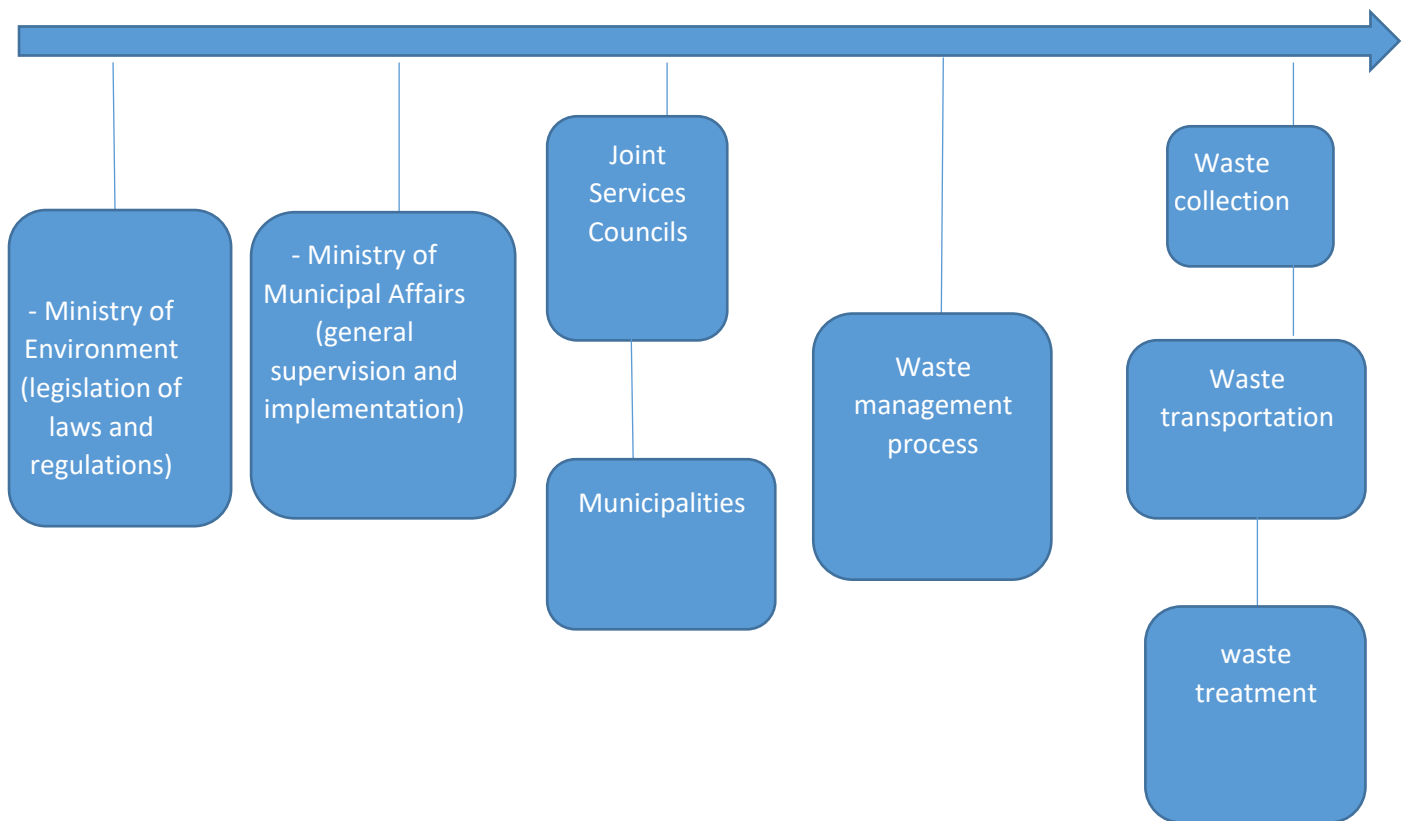 - Ministry of
Environment
(legislation of
laws and
regulations)
- Ministry of
Municipal Affairs
(general
supervision and
implementation)
Joint
Services
Councils
Municipalities
Waste
management
process
Waste
collection
Waste
transportation
waste
treatment